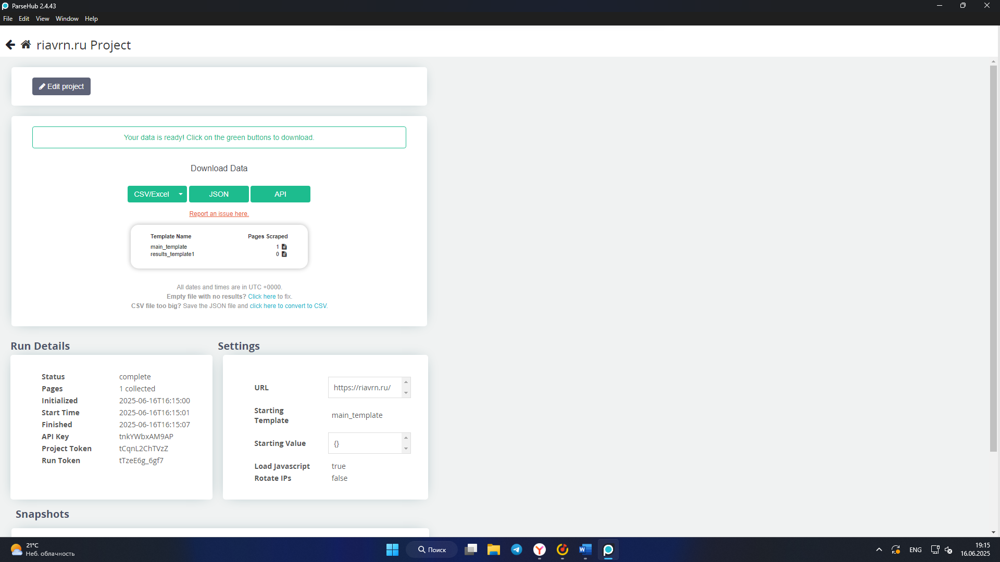 ParseHub 2.4.43
File Edit View Window Help
riavrn.ru Project
Edit project
Your data is ready! Click on the green buttons to download.
Download Data
CSV/Excel JSON API
Report an issue here.
Template Name Pages Scraped
main_template 1
results_template1 0
All dates and times are in UTC +0000.
Empty file with no results? Click here to fix.
CSV file too big? Save the JSON file and click here to convert to CSV.
Run Details
Status complete
Pages 1 collected
Initialized 2025-06-16T16:15:00
Start Time 2025-06-16T16:15:01
Finished 2025-06-16T16:15:07
API Key tnkYWbxAM9AP
Project Token tCqnL2ChTVzZ
Run Token tTzeE6g_6gf7
Settings
URL https://riavrn.ru/
Starting
Template main_template
Starting Value {}
Load Javascript true
Rotate IPs false
Snapshots
21°C
Неб. облачность
Поиск
ENG
19:15
16.06.2025